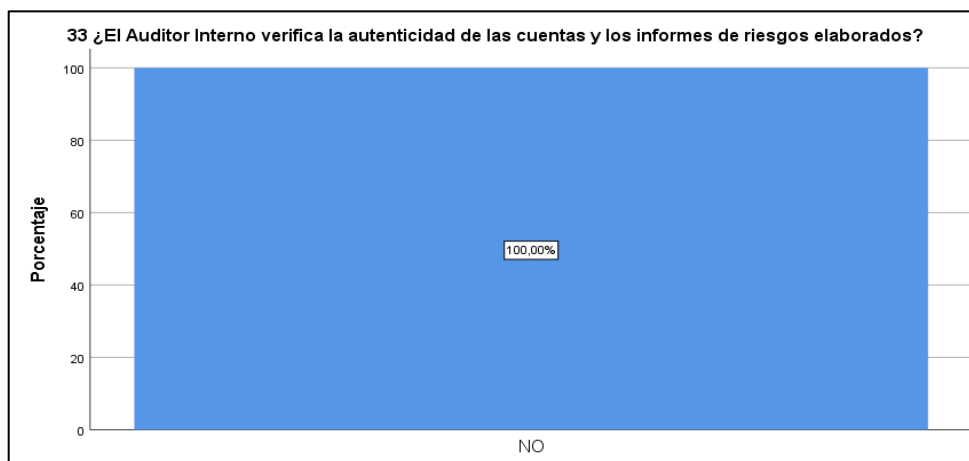 33 ¿El Auditor Interno verifica la autenticidad de las cuentas y los informes de riesgos elaborados?
100
80
60
40
20
0
Porcentaje
100,00%
NO